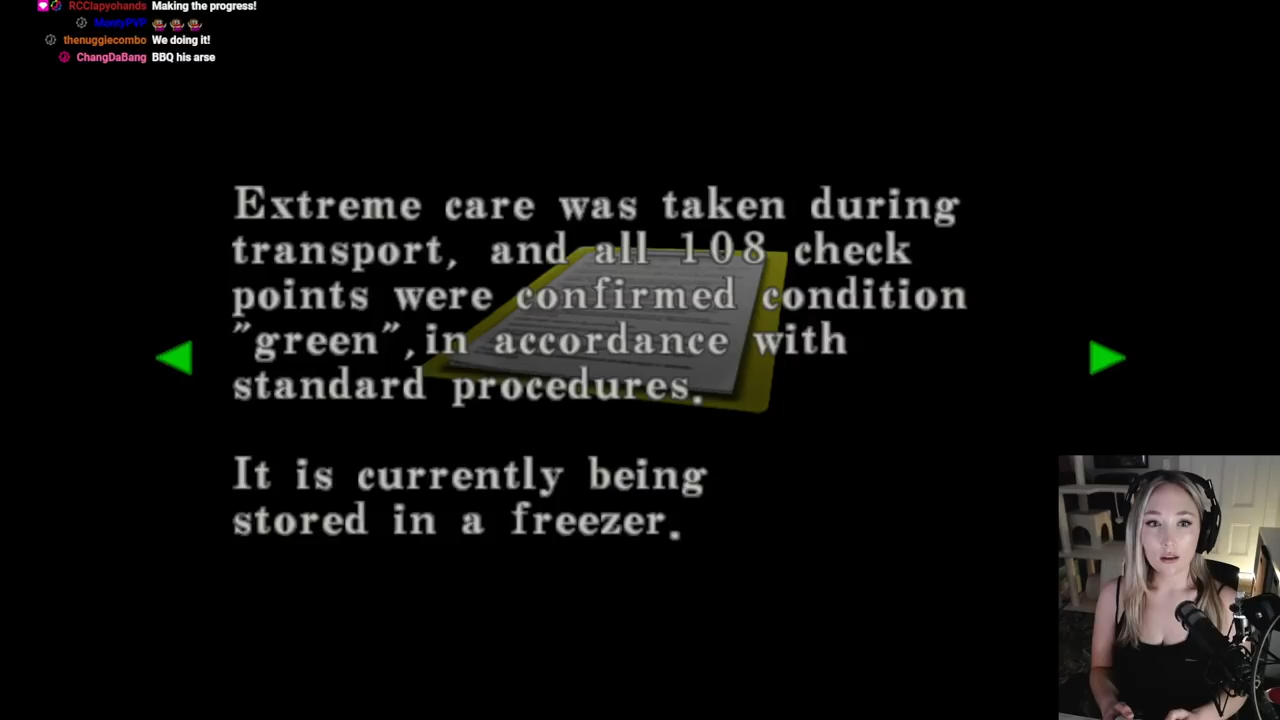 RCClapyohands Making the progress!
MootyPVP
thenuggiecombo We doing it!
ChangDaBang BBQ his arse
Extreme care was taken during
transport, and all 108 check
points were confirmed condition
"green",in accordance with
standard procedures.
It is currently being
stored in a freezer.